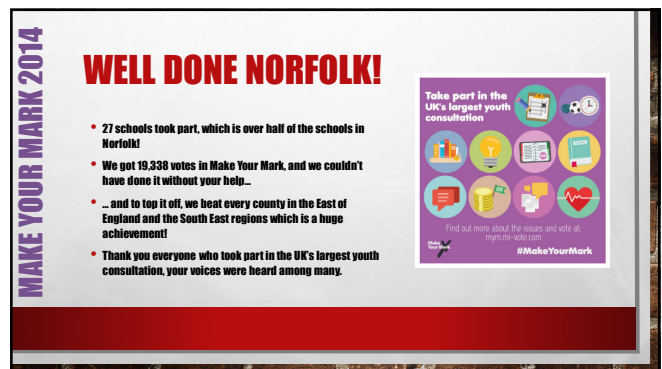 MAKE YOUR MARK 2014
WELL DONE NORFOLK!
• 27 schools took part, which is over half of the schools in
Norfolk!
• We got 19,338 votes in Make Your Mark, and we couldn't
have done it without your help...
• ... and to top it off, we beat every county in the East of
England and the South East regions which is a huge
achievement!
• Thank you everyone who took part in the UK's largest youth
consultation, your voices were heard among many.
Take part in the
UK's largest youth
consultation
Find out more about the issues and vote at:
mym.mi-vote.com
Make
Your Mark
#MakeYourMark